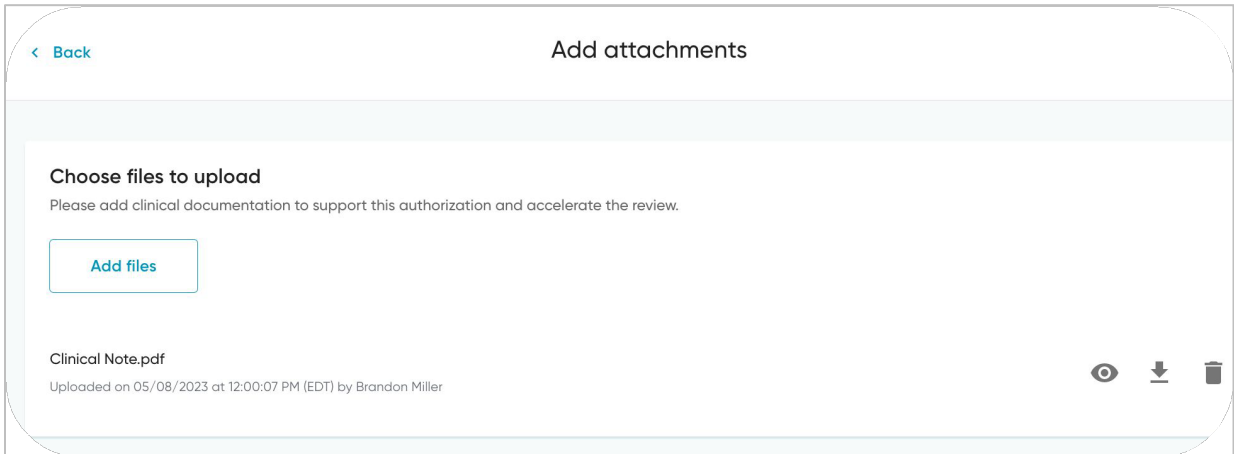 Back
Add attachments
Choose files to upload
Please add clinical documentation to support this authorization and accelerate the review.
Add files
Clinical Note.pdf
Uploaded on 05/08/2023 at 12:00:07 PM (EDT) by Brandon Miller